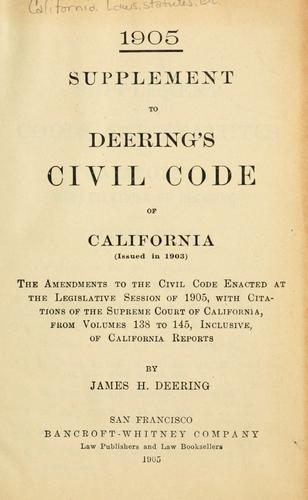 California. Laws, statutes, etc.
1905
SUPPLEMENT
TO
DEERING'S
CIVIL CODE
OF
CALIFORNIA
(Issued in 1903)
THE AMENDMENTS TO THE CIVIL CODE ENACTED AT
THE LEGISLATIVE SESSION OF 1905, WITH CITA-
TIONS OF THE SUPREME COURT OF CALIFORNIA,
FROM VOLUMES 138 TO 145, INCLUSIVE,
OF CALIFORNIA REPORTS
BY
JAMES H. DEERING
SAN FRANCISCO
BANCROFT-WHITNEY COMPANY
Law Publishers and Law Booksellers
1905